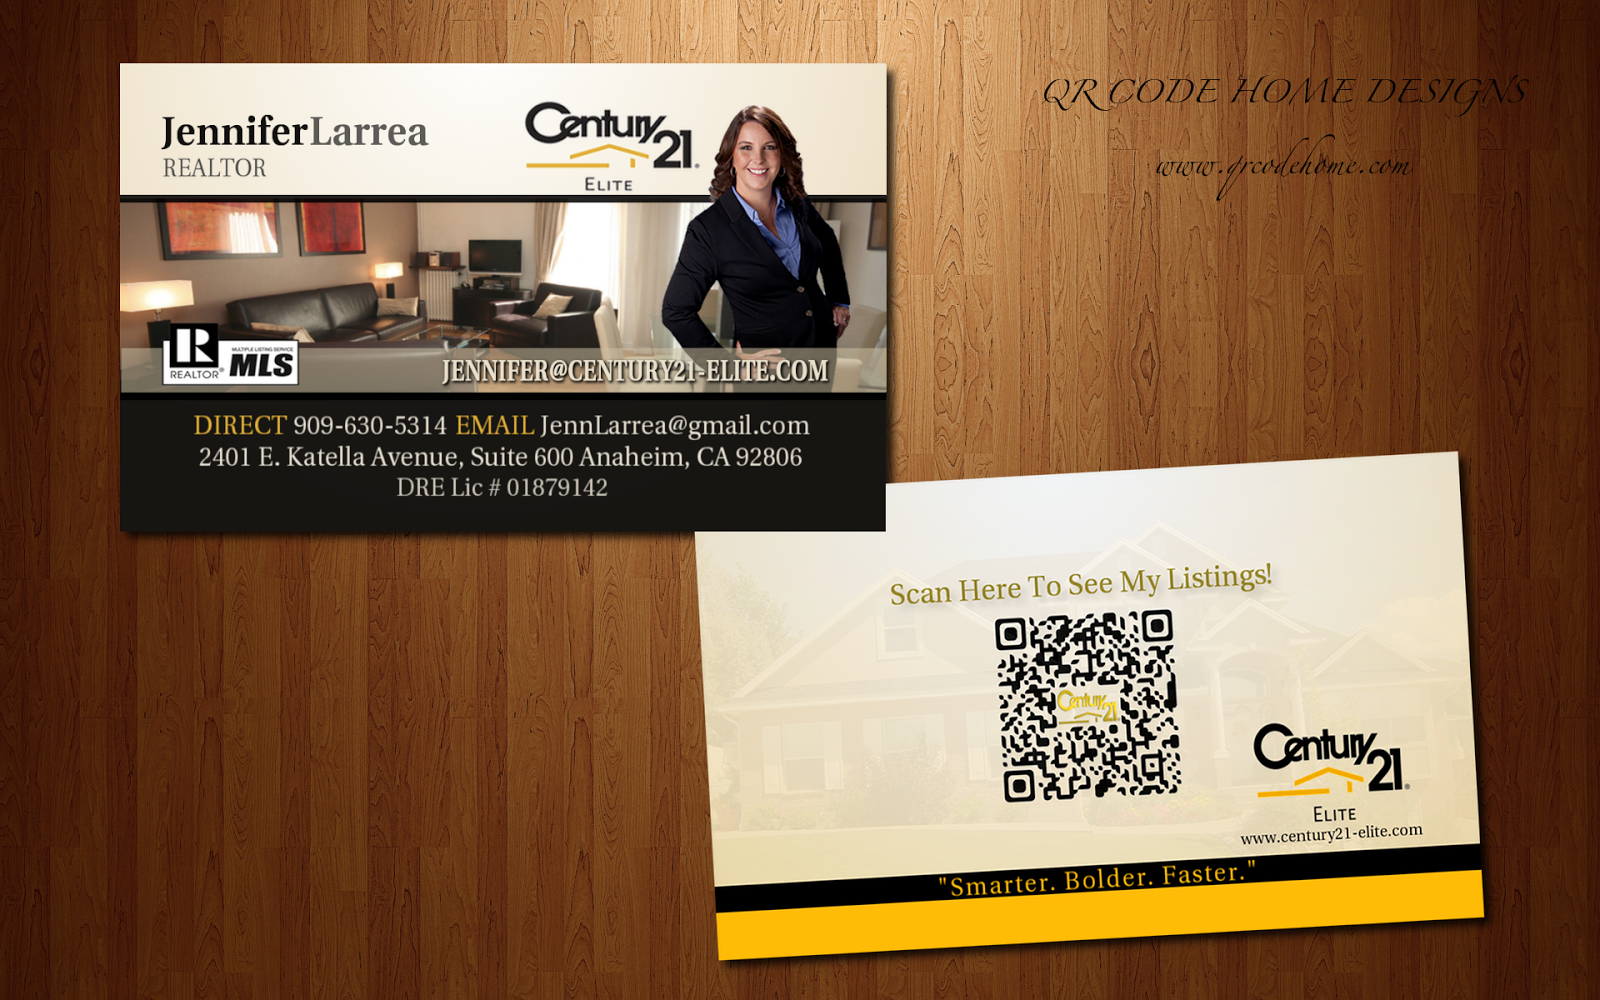 JenniferLarrea
REALTOR
Century 21®
ELITE
R
REALTOR®
MULTIPLE LISTING SERVICE
MLS
JENNIFER@CENTURY21-ELITE.COM
DIRECT 909-630-5314 EMAIL JennLarrea@gmail.com
2401 E. Katella Avenue, Suite 600 Anaheim, CA 92806
DRE Lic # 01879142
QR CODE HOME DESIGNS
www.qrcodehome.com
Scan Here To See My Listings!
Century 21
Century 21®
ELITE
www.century21-elite.com
"Smarter. Bolder. Faster."